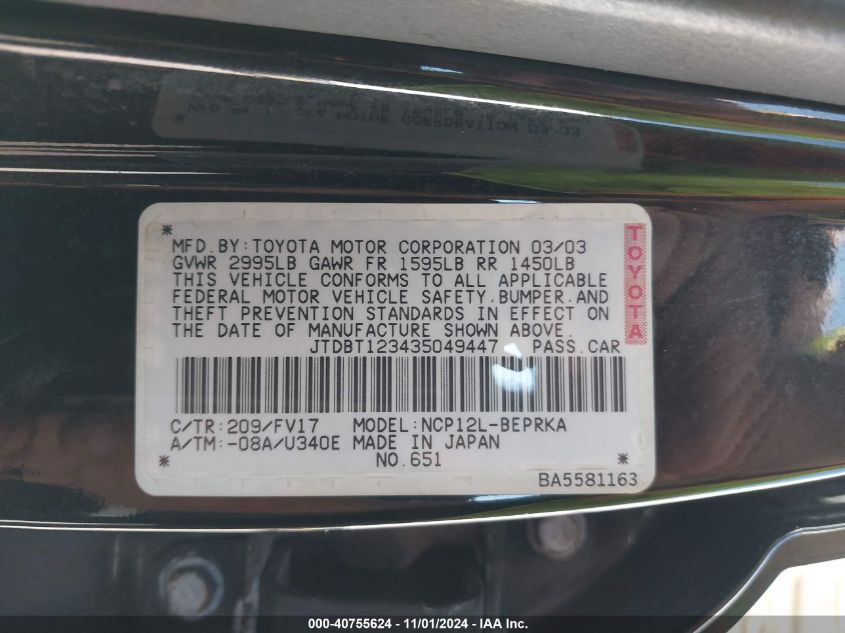 MFD.BY:TOYOTA MOTOR CORPORATION 03/03
GVWR 2995LB GAWR FR 1595LB RR 1450LB
THIS VEHICLE CONFORMS TO ALL APPLICABLE
FEDERAL MOTOR VEHICLE SAFETY.BUMPER.AND
THEFT PREVENTION STANDARDS IN EFFECT ON
THE DATE OF MANUFACTURE SHOWN ABOVE.
JTDBT123435049447 PASS.CAR
C/TR:209/FV17 MODEL:NCP12L-BEPRKA
A/TM:-08A/U340E MADE IN JAPAN
NO.651
BA5581163
TOYOTA
000-40755624 - 11/01/2024 - IAA Inc.